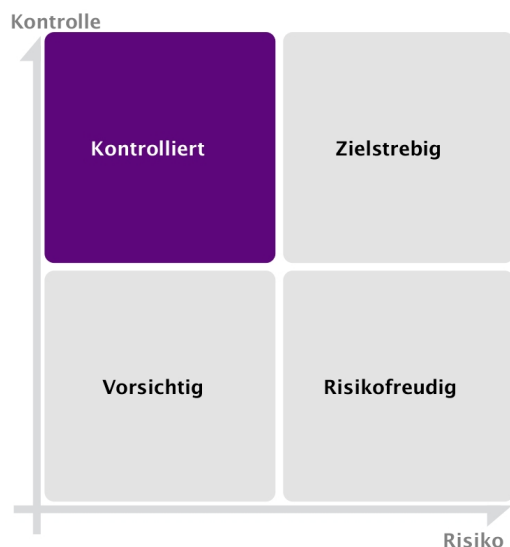 Kontrolle
Kontrolliert
Zielstrebig
Vorsichtig
Risikofreudig
Risiko